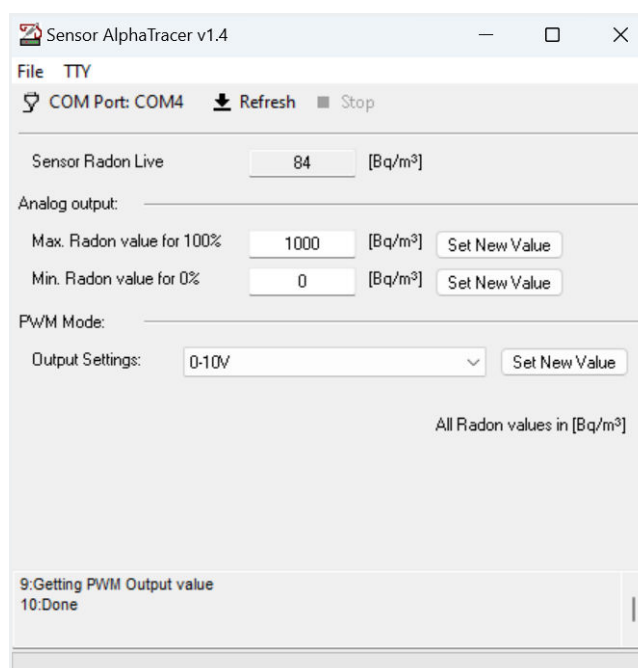 Sensor AlphaTracer v1.4
File TTY
COM Port: COM4 Refresh Stop
Sensor Radon Live 84 [Bq/m³]
Analog output:
Max. Radon value for 100% 1000 [Bq/m³] Set New Value
Min. Radon value for 0% 0 [Bq/m³] Set New Value
PWM Mode:
Output Settings: 0-10V Set New Value
All Radon values in [Bq/m³]
9:Getting PWM Output value
10:Done